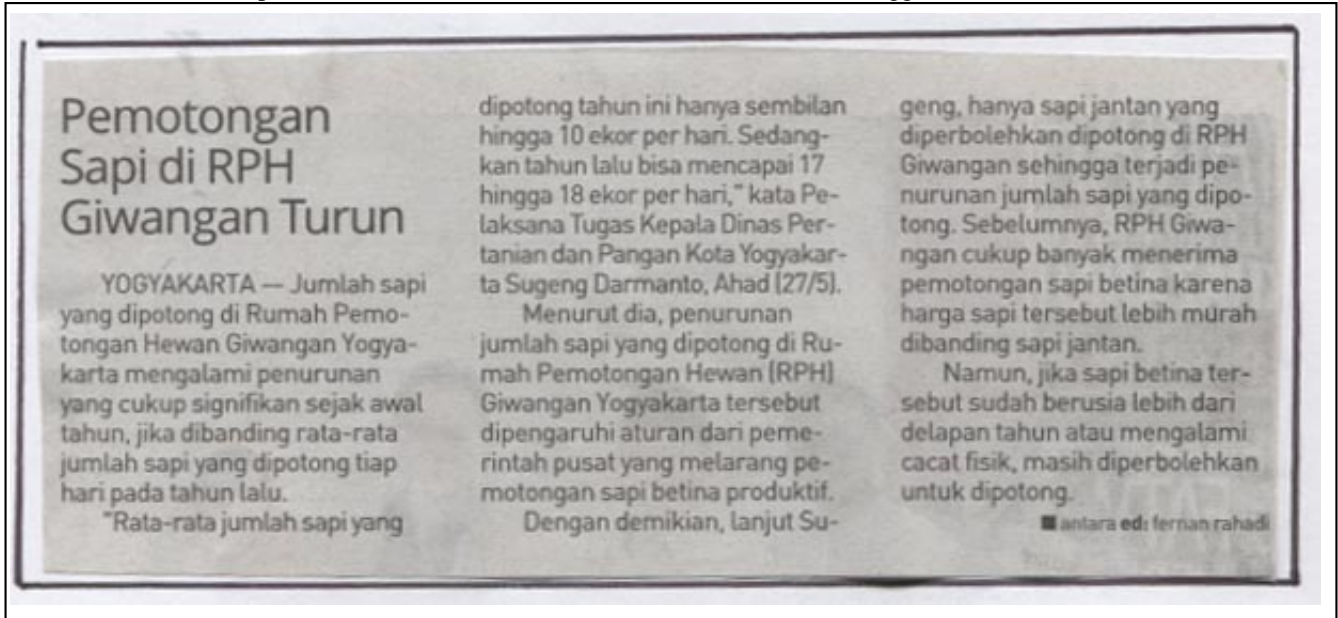 Pemotongan
Sapi di RPH
Giwangan Turun
YOGYAKARTA — Jumlah sapi
yang dipotong di Rumah Pemo-
tongan Hewan Giwangan Yogya-
karta mengalami penurunan
yang cukup signifikan sejak awal
tahun, jika dibanding rata-rata
jumlah sapi yang dipotong tiap
hari pada tahun lalu.
"Rata-rata jumlah sapi yang
dipotong tahun ini hanya sembilan
hingga 10 ekor per hari. Sedang-
kan tahun lalu bisa mencapai 17
hingga 18 ekor per hari," kata Pe-
laksana Tugas Kepala Dinas Per-
tanian dan Pangan Kota Yogyakar-
ta Sugeng Darmanto, Ahad (27/5).
Menurut dia, penurunan
jumlah sapi yang dipotong di Ru-
mah Pemotongan Hewan (RPH)
Giwangan Yogyakarta tersebut
dipengaruhi aturan dari peme-
rintah pusat yang melarang pe-
motongan sapi betina produktif.
Dengan demikian, lanjut Su-
geng, hanya sapi jantan yang
diperbolehkan dipotong di RPH
Giwangan sehingga terjadi pe-
nurunan jumlah sapi yang dipo-
tong. Sebelumnya, RPH Giwa-
ngan cukup banyak menerima
pemotongan sapi betina karena
harga sapi tersebut lebih murah
dibanding sapi jantan.
Namun, jika sapi betina ter-
sebut sudah berusia lebih dari
delapan tahun atau mengalami
cacat fisik, masih diperbolehkan
untuk dipotong.
■ antara ed: fernan rahadi